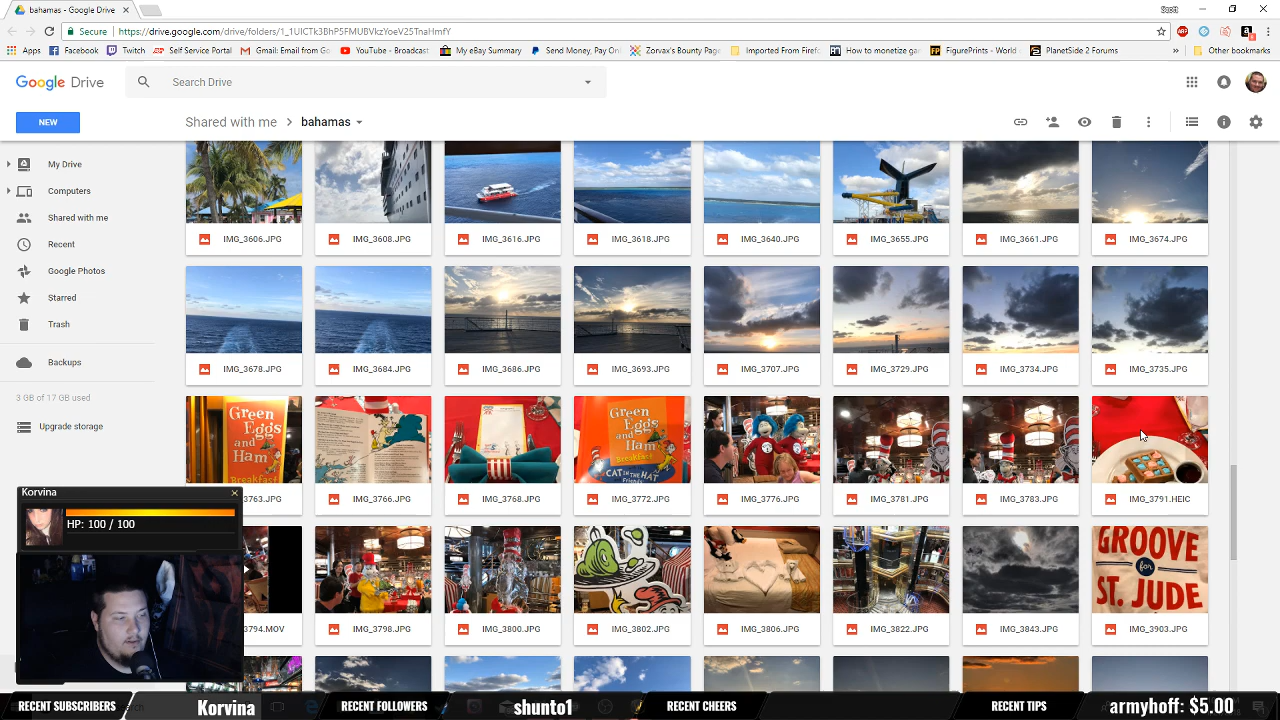 bahamas - Google Drive
Scott
Secure https://drive.google.com/drive/folders/1_1UICTk3BhP5FMUBVkzYoeV25TnaHmfY
Apps Facebook Twitch Self Service Portal Gmail: Email from Go YouTube - Broadcast My eBay Summary Send Money, Pay Onl Zorvax's Bounty Page Imported From Firefo How to monetize gar FigurePrints - World PlanetSide 2 Forums » Other bookmarks
Google Drive
Search Drive
NEW
Shared with me > bahamas
My Drive
Computers
Shared with me
Recent
Google Photos
Starred
Trash
Backups
3 GB of 17 GB used
Upgrade storage
IMG_3606.JPG IMG_3608.JPG IMG_3616.JPG IMG_3618.JPG IMG_3640.JPG IMG_3655.JPG IMG_3661.JPG IMG_3674.JPG
IMG_3678.JPG IMG_3684.JPG IMG_3686.JPG IMG_3693.JPG IMG_3707.JPG IMG_3729.JPG IMG_3734.JPG IMG_3735.JPG
Green Eggs and Ham Breakfast
Green Eggs and Ham Breakfast CAT IN THE HAT Friends
3763.JPG IMG_3766.JPG IMG_3768.JPG IMG_3772.JPG IMG_3776.JPG IMG_3781.JPG IMG_3783.JPG IMG_3791.HEIC
GROOVE for ST. JUDE
3794.MOV IMG_3798.JPG IMG_3800.JPG IMG_3802.JPG IMG_3806.JPG IMG_3822.JPG IMG_3843.JPG IMG_3903.JPG
Korvina
HP: 100 / 100
RECENT SUBSCRIBERS Korvina RECENT FOLLOWERS shunto1 RECENT CHEERS RECENT TIPS armyhoff: $5.00